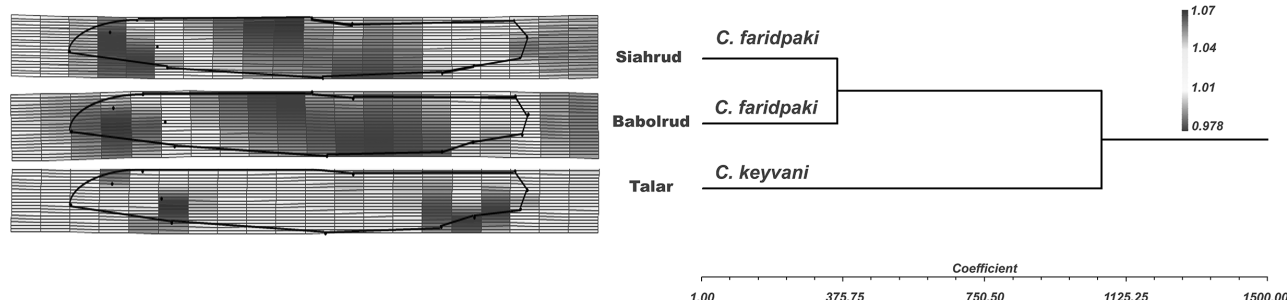 1.07
C. faridpaki
Siahrud
1.04
1.01
C. faridpaki
Babolrud
0.978
C. keyvani
Talar
Coefficient
1.00 375.75 750.50 1125.25 1500.00